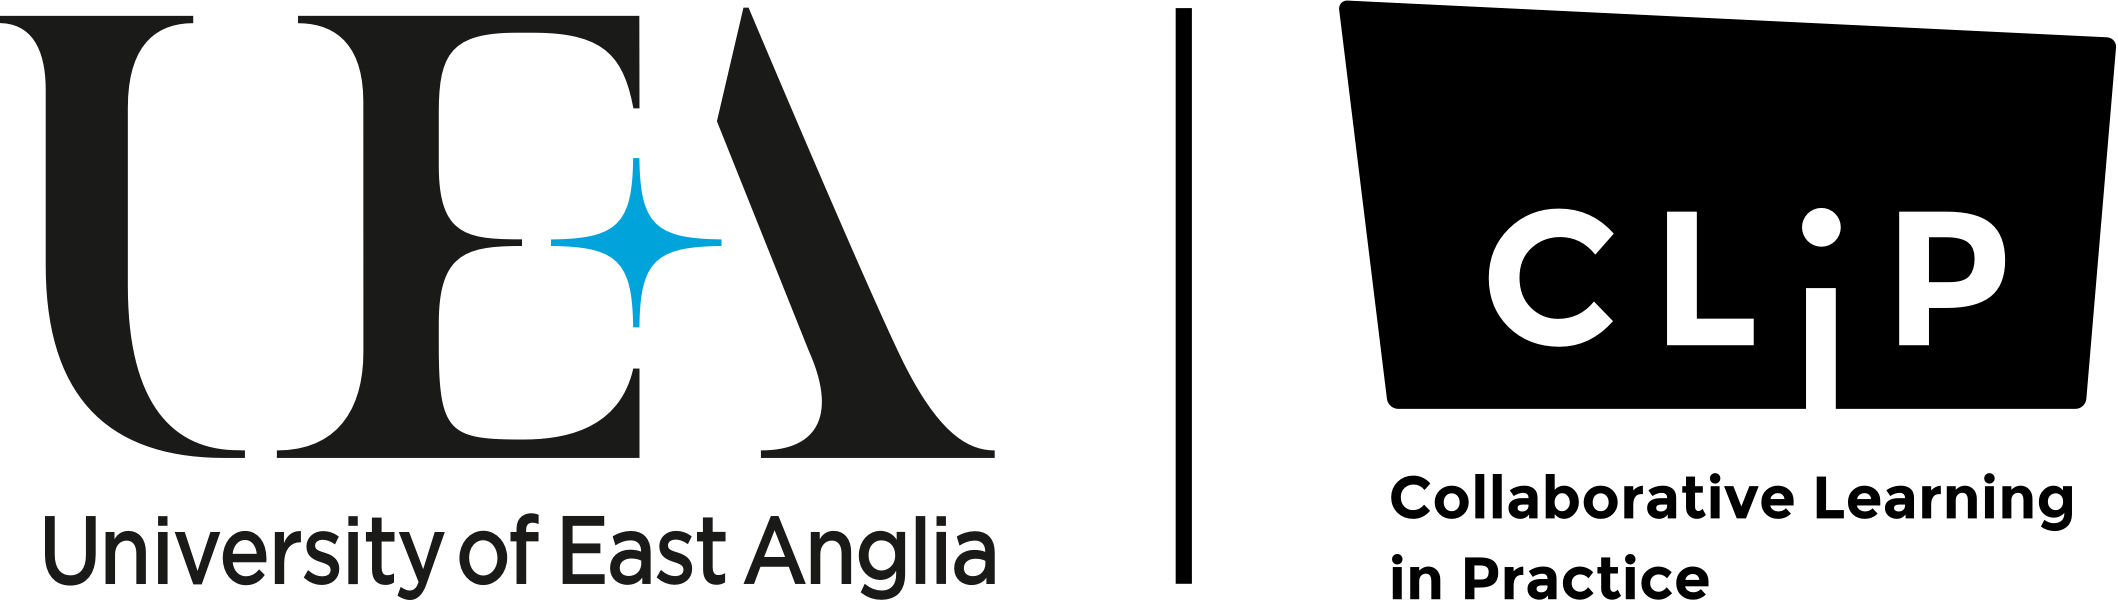 UEA
University of East Anglia
CLiP
Collaborative Learning
in Practice